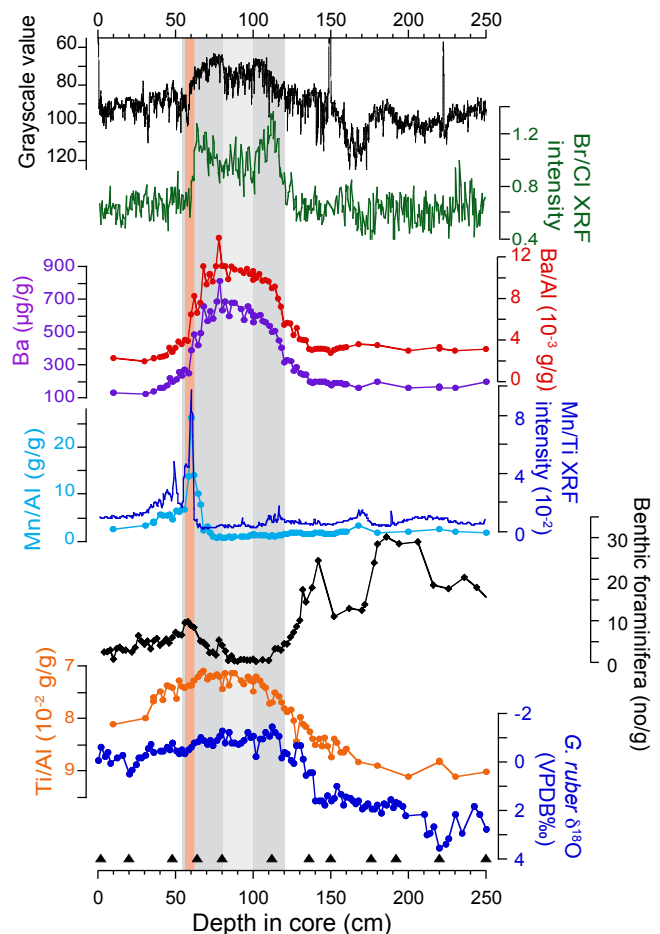 0 50 100 150 200 250
60
80
100
120
Grayscale value
1.2
0.8
0.4
Br/Cl XRF
intensity
900
700
500
300
100
Ba (µg/g)
12
8
4
0
Ba/Al (10⁻³ g/g)
20
10
0
Mn/Al (g/g)
8
4
0
Mn/Ti XRF
intensity (10⁻²)
30
20
10
0
Benthic foraminifera
(no/g)
7
8
9
Ti/Al (10⁻² g/g)
-2
0
2
4
G. ruber δ¹⁸O
(VPDB‰)
0 50 100 150 200 250
Depth in core (cm)